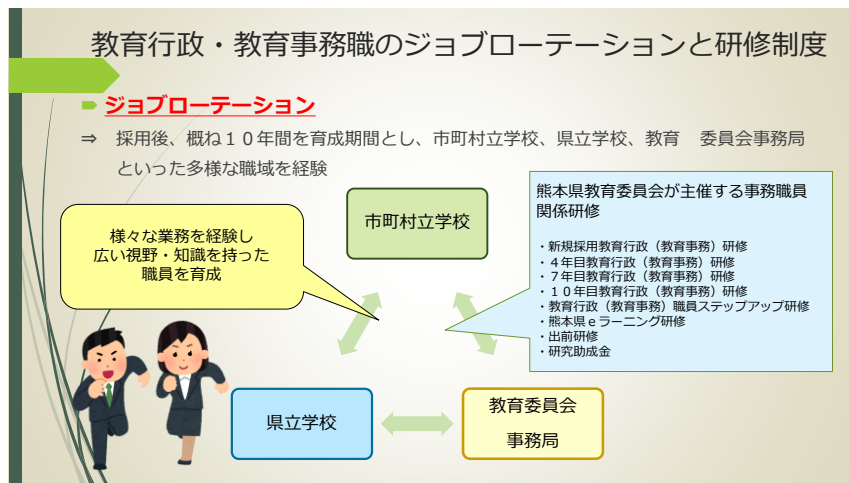 教育行政・教育事務職のジョブローテーションと研修制度
ジョブローテーション
⇒　採用後、概ね１０年間を育成期間とし、市町村立学校、県立学校、教育　委員会事務局
といった多様な職域を経験
様々な業務を経験し
広い視野・知識を持った
職員を育成
市町村立学校
熊本県教育委員会が主催する事務職員
関係研修
・新規採用教育行政（教育事務）研修
・４年目教育行政（教育事務）研修
・７年目教育行政（教育事務）研修
・１０年目教育行政（教育事務）研修
・教育行政（教育事務）職員ステップアップ研修
・熊本県ｅラーニング研修
・出前研修
・研究助成金
県立学校
教育委員会
事務局